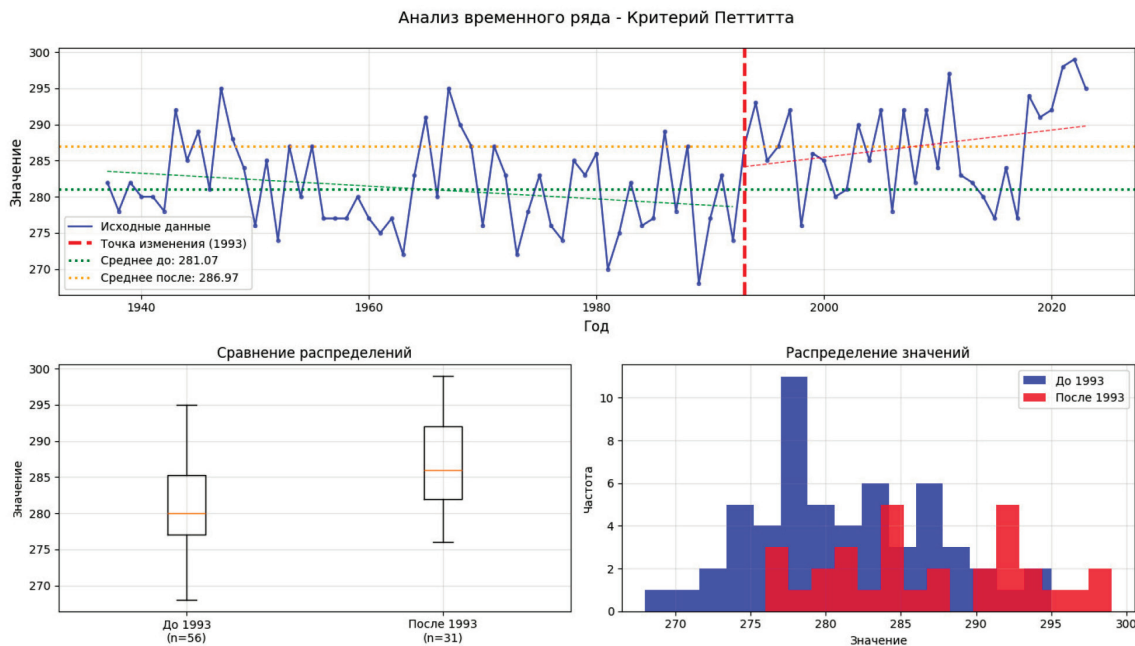 Анализ временного ряда - Критерий Петтитта
300
295
290
285
280
275
270
Значение
Исходные данные
Точка изменения (1993)
Среднее до: 281.07
Среднее после: 286.97
1940
1960
1980
2000
2020
Год
Сравнение распределений
300
295
290
285
280
275
270
Значение
До 1993
(n=56)
После 1993
(n=31)
Распределение значений
До 1993
После 1993
10
8
6
4
2
0
Частота
270
275
280
285
290
295
300
Значение